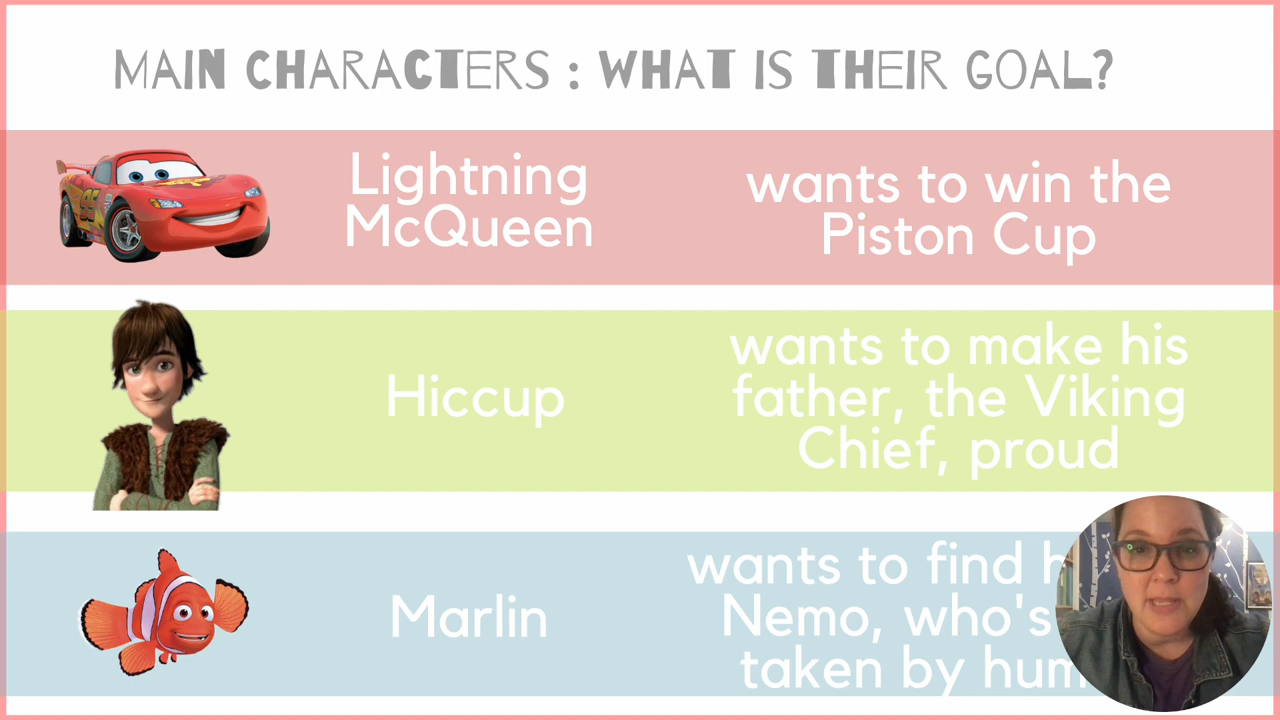 MAIN CHARACTERS : WHAT IS THEIR GOAL?
Lightning
McQueen
wants to win the
Piston Cup
Hiccup
wants to make his
father, the Viking
Chief, proud
Marlin
wants to find
Nemo, who's
taken by